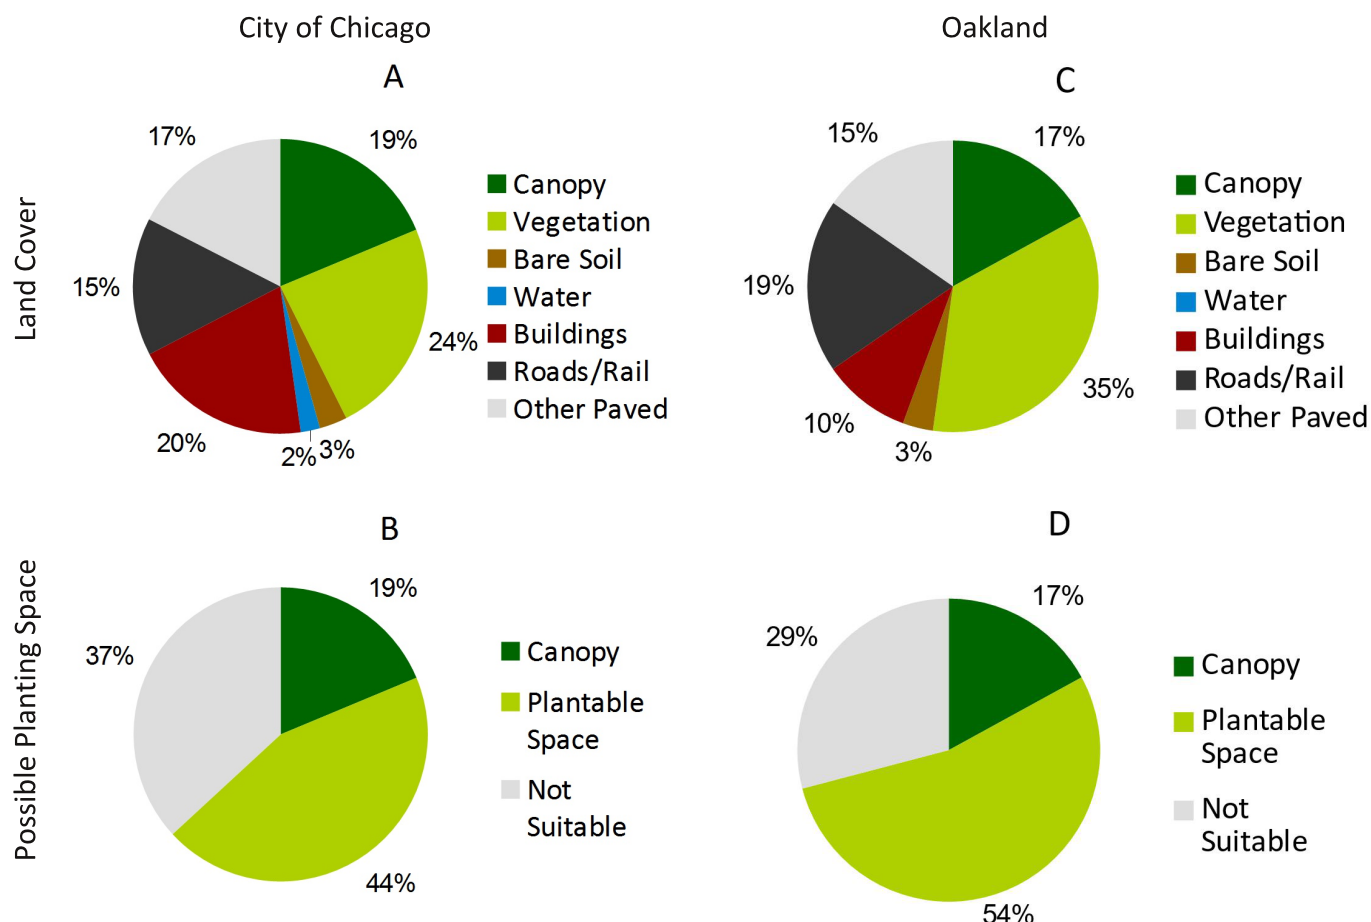 City of Chicago
Oakland
Land Cover
A
17%
19%
15%
24%
20%
2%
3%
Canopy
Vegetation
Bare Soil
Water
Buildings
Roads/Rail
Other Paved
C
15%
17%
19%
35%
10%
3%
Canopy
Vegetation
Bare Soil
Water
Buildings
Roads/Rail
Other Paved
Possible Planting Space
B
19%
37%
44%
Canopy
Plantable
Space
Not
Suitable
D
17%
29%
54%
Canopy
Plantable
Space
Not
Suitable